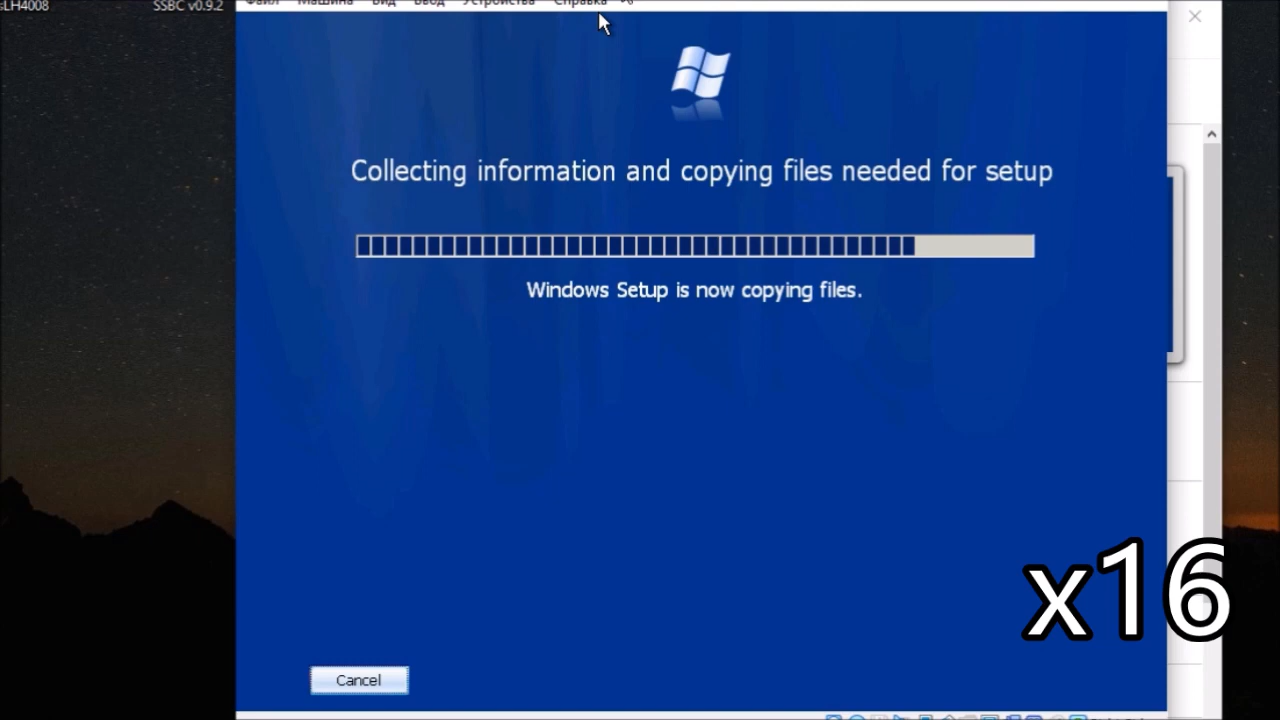 LH4008 SSBC v0.9.2
Файл Машина Вид Ввод Устройства Справка
Collecting information and copying files needed for setup
Windows Setup is now copying files.
x16
Cancel